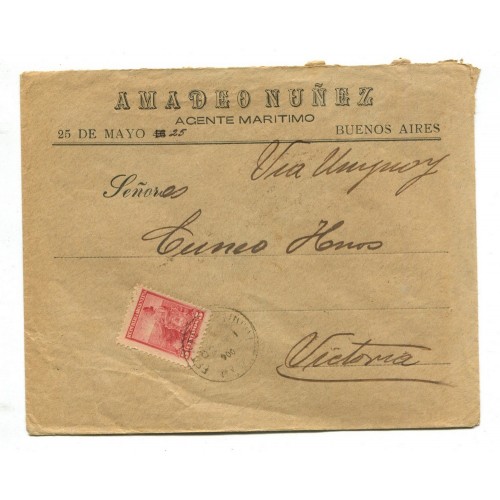 AMADEO NUÑEZ
AGENTE MARITIMO
25 DE MAYO 25 BUENOS AIRES
Via Uruguay
Señores
Cuneo Hnos
Victoria